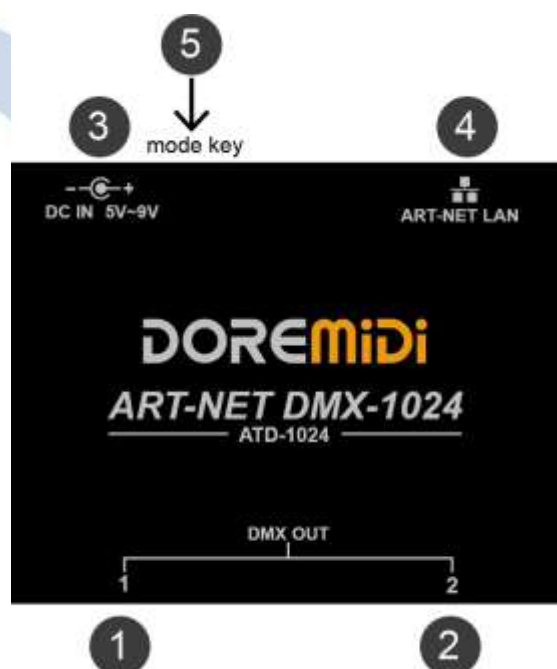 5
3
mode key
4
- +
DC IN 5V~9V
ART-NET LAN
DOREMiDi
ART-NET DMX-1024
ATD-1024
DMX OUT
1
2
1
2